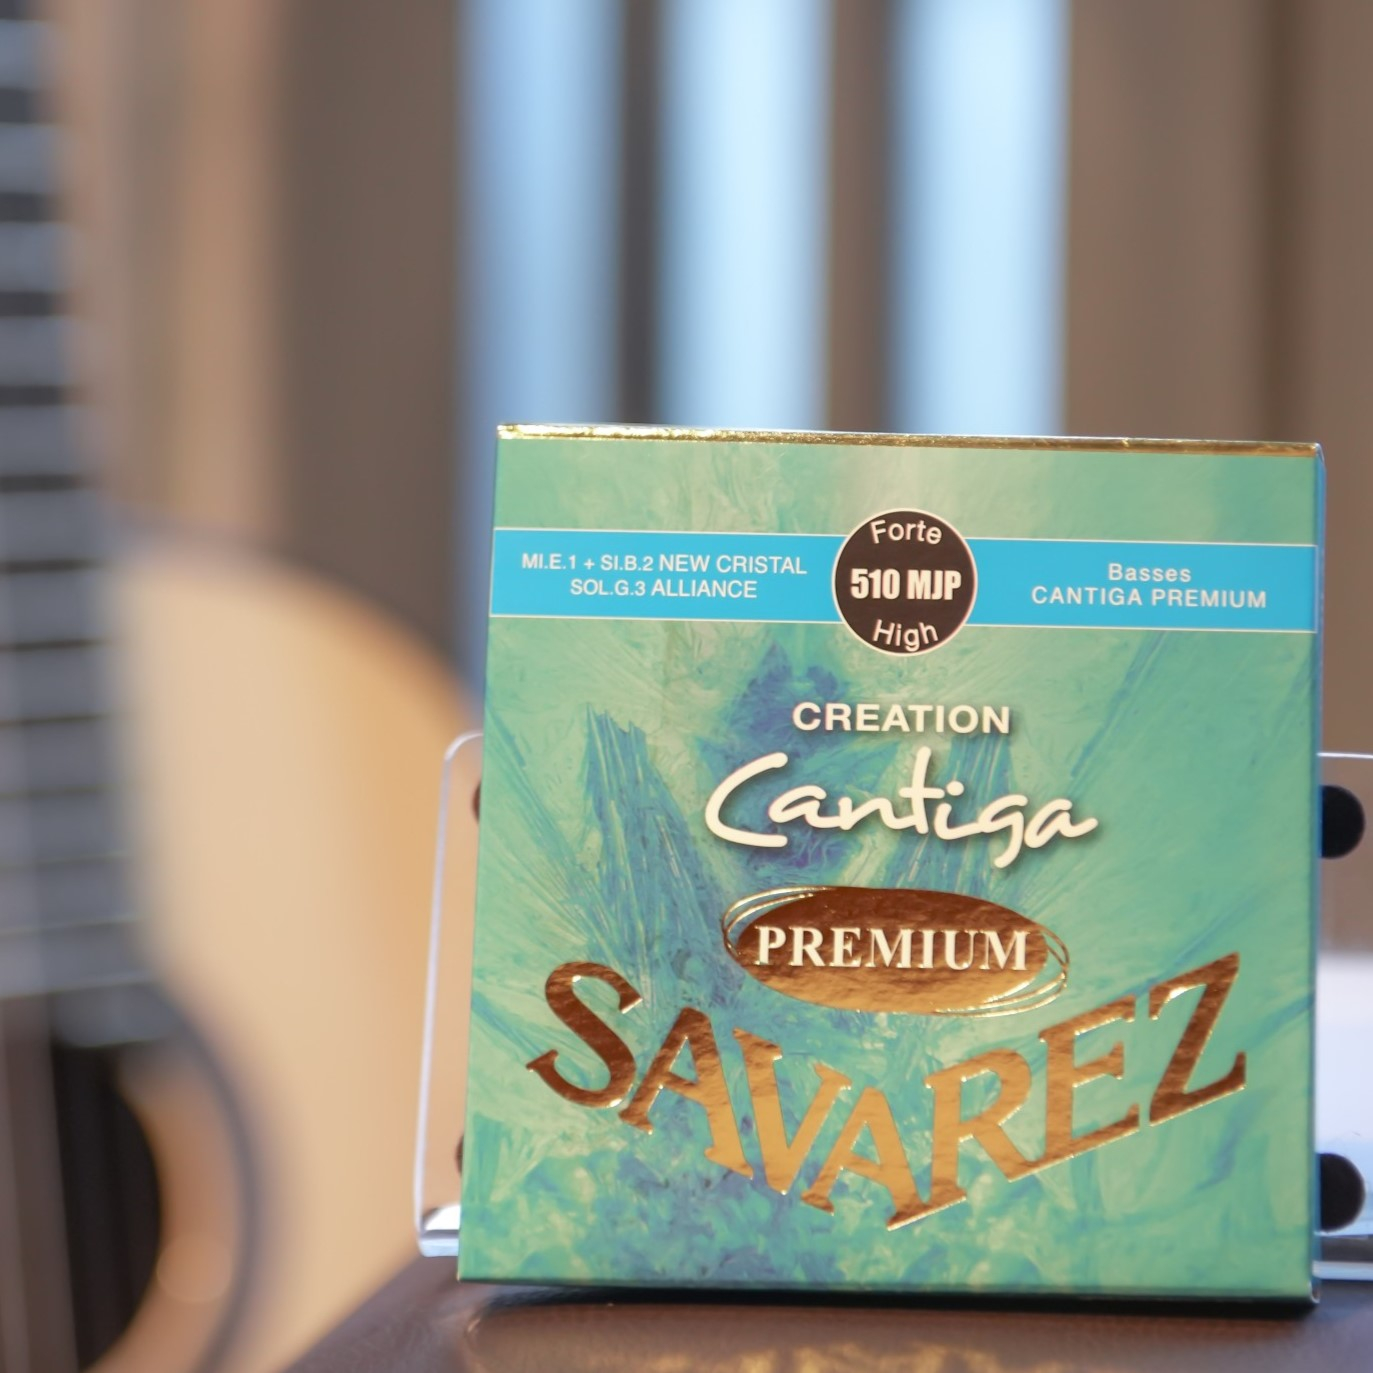 MI.E.1 + SI.B.2 NEW CRISTAL
SOL.G.3 ALLIANCE
Forte
510 MJP
High
Basses
CANTIGA PREMIUM
CREATION
Cantiga
PREMIUM
SAVAREZ